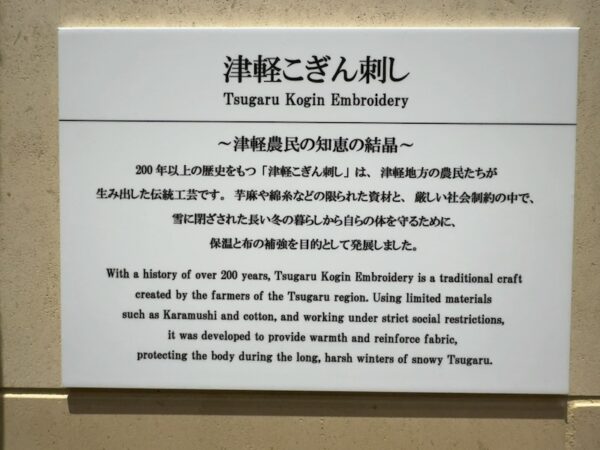 津軽こぎん刺し
Tsugaru Kogin Embroidery
～津軽農民の知恵の結晶～
200年以上の歴史をもつ「津軽こぎん刺し」は、津軽地方の農民たちが
生み出した伝統工芸です。苧麻や綿糸などの限られた資材と、厳しい社会制約の中で、
雪に閉ざされた長い冬の暮らしから自らの体を守るために、
保温と布の補強を目的として発展しました。
With a history of over 200 years, Tsugaru Kogin Embroidery is a traditional craft
created by the farmers of the Tsugaru region. Using limited materials
such as Karamushi and cotton, and working under strict social restrictions,
it was developed to provide warmth and reinforce fabric,
protecting the body during the long, harsh winters of snowy Tsugaru.